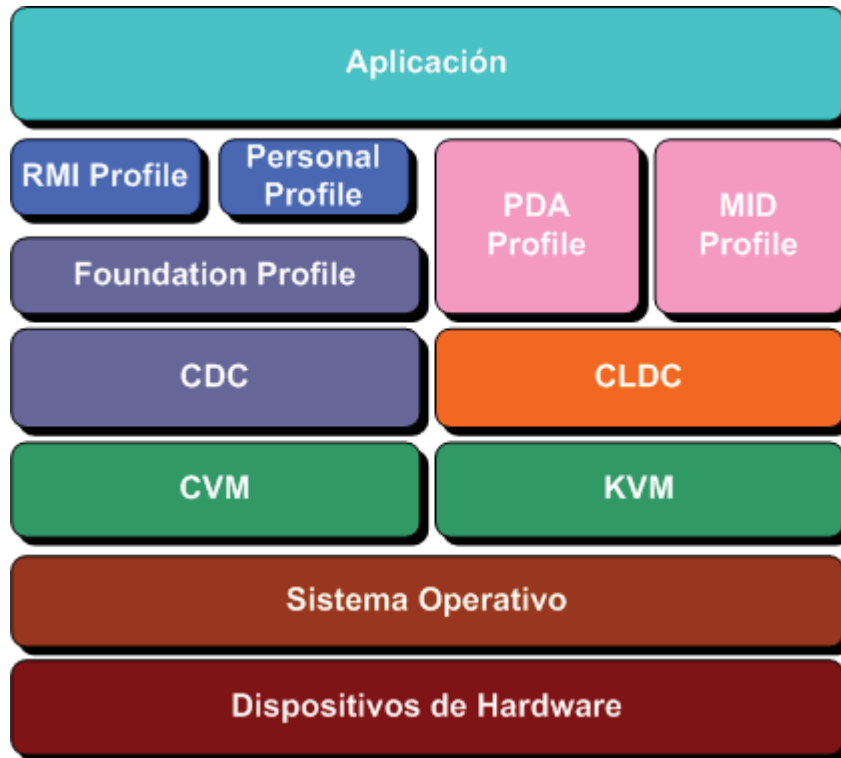 Aplicación
RMI Profile
Personal
Profile
PDA
Profile
MID
Profile
Foundation Profile
CDC
CLDC
CVM
KVM
Sistema Operativo
Dispositivos de Hardware